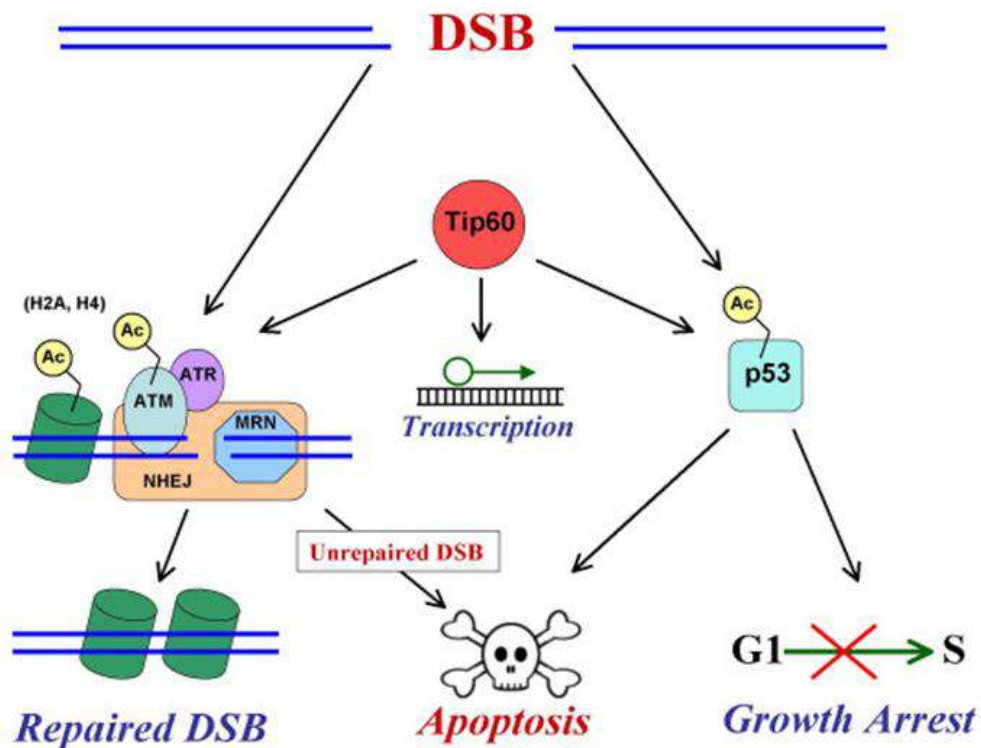 DSB
Tip60
(H2A, H4)
Ac
Ac
Ac
ATR
ATM
p53
MRN
Transcription
NHEJ
Unrepaired DSB
G1 S
Repaired DSB
Apoptosis
Growth Arrest